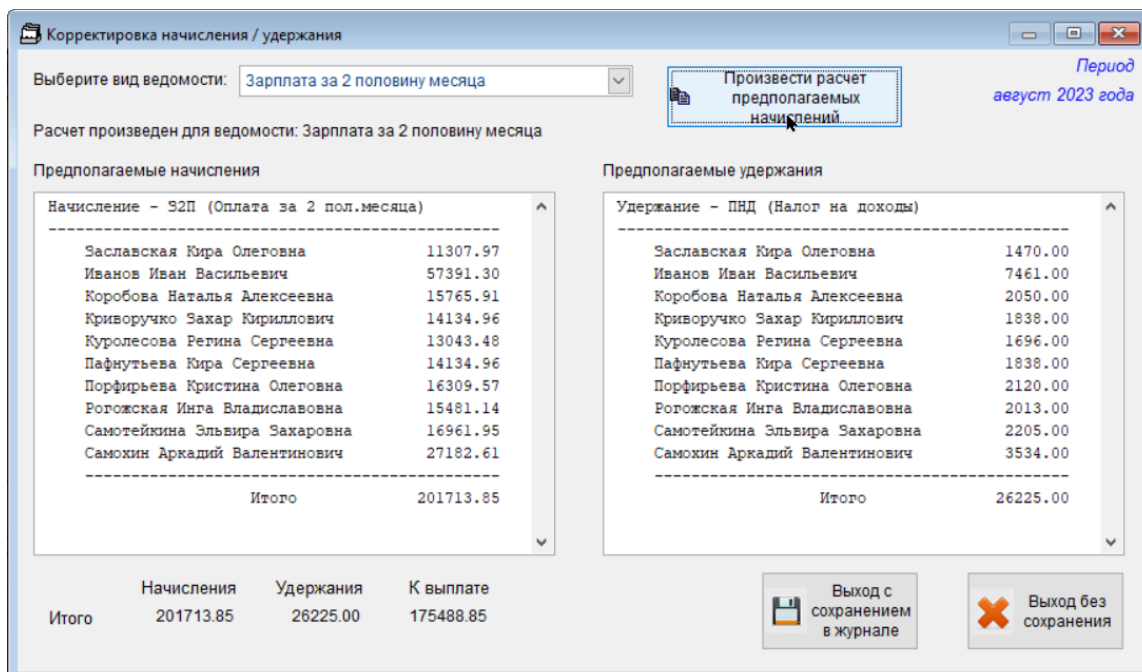 Корректировка начисления / удержания
Выберите вид ведомости: Зарплата за 2 половину месяца
Произвести расчет
предполагаемых
начислений
Период
август 2023 года
Расчет произведен для ведомости: Зарплата за 2 половину месяца
Предполагаемые начисления
Начисление - З2П (Оплата за 2 пол.месяца)
Заславская Кира Олеговна 11307.97
Иванов Иван Васильевич 57391.30
Коробова Наталья Алексеевна 15765.91
Криворучко Захар Кириллович 14134.96
Куролесова Регина Сергеевна 13043.48
Пафнутьева Кира Сергеевна 14134.96
Порфирьева Кристина Олеговна 16309.57
Рогожская Инга Владиславовна 15481.14
Самотейкина Эльвира Захаровна 16961.95
Самохин Аркадий Валентинович 27182.61
Итого 201713.85
Предполагаемые удержания
Удержание - ПНД (Налог на доходы)
Заславская Кира Олеговна 1470.00
Иванов Иван Васильевич 7461.00
Коробова Наталья Алексеевна 2050.00
Криворучко Захар Кириллович 1838.00
Куролесова Регина Сергеевна 1696.00
Пафнутьева Кира Сергеевна 1838.00
Порфирьева Кристина Олеговна 2120.00
Рогожская Инга Владиславовна 2013.00
Самотейкина Эльвира Захаровна 2205.00
Самохин Аркадий Валентинович 3534.00
Итого 26225.00
Начисления Удержания К выплате
Итого 201713.85 26225.00 175488.85
Выход с
сохранением
в журнале
Выход без
сохранения